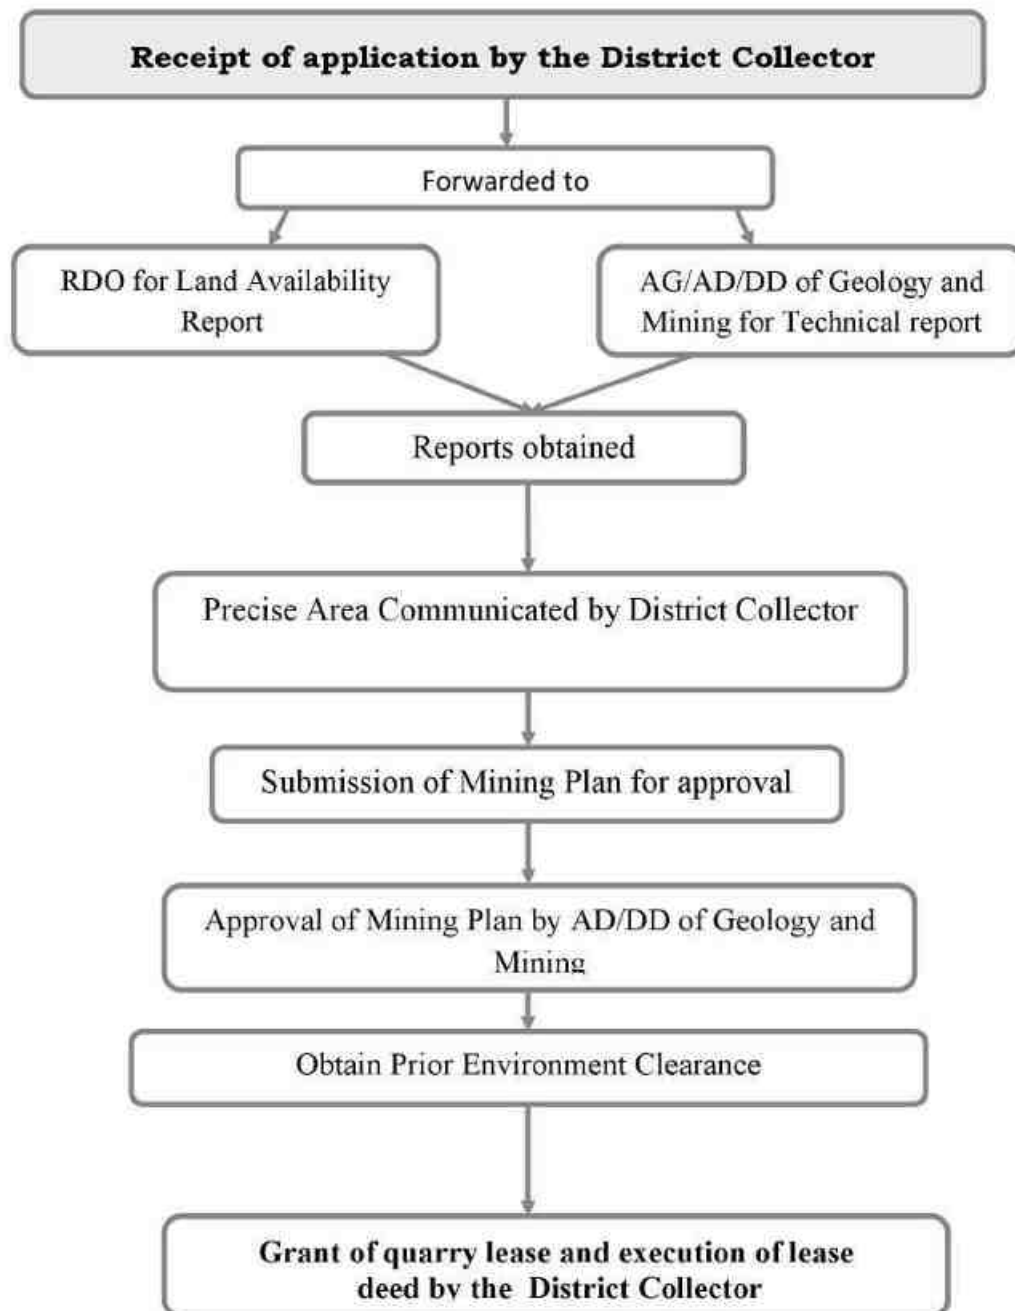 Receipt of application by the District Collector
Forwarded to
RDO for Land Availability
Report
AG/AD/DD of Geology and
Mining for Technical report
Reports obtained
Precise Area Communicated by District Collector
Submission of Mining Plan for approval
Approval of Mining Plan by AD/DD of Geology and
Mining
Obtain Prior Environment Clearance
Grant of quarry lease and execution of lease
deed by the District Collector